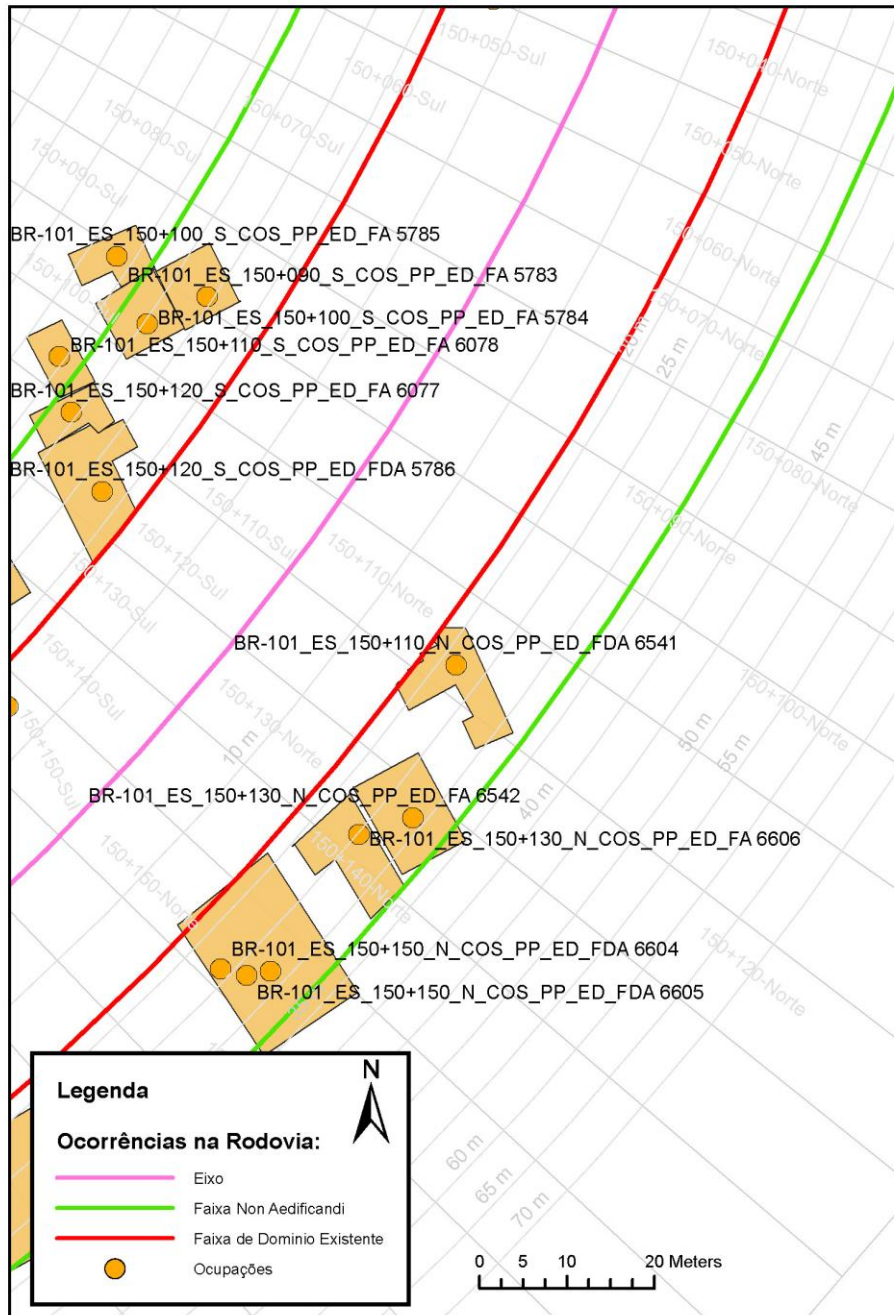 150+050-Sul
150+040-Norte
150+060-Sul
150+070-Sul
150+080-Sul
150+050-Norte
150+090-Sul
150+060-Norte
BR-101_ES_150+100_S_COS_PP_ED_FA 5785
BR-101_ES_150+090_S_COS_PP_ED_FA 5783
150+070-Norte
BR-101_ES_150+100_S_COS_PP_ED_FA 5784
20 m
25 m
BR-101_ES_150+110_S_COS_PP_ED_FA 6078
BR-101_ES_150+120_S_COS_PP_ED_FA 6077
45 m
150+080-Norte
BR-101_ES_150+120_S_COS_PP_ED_FDA 5786
150+110-Sul
150+090-Norte
150+120-Sul
150+110-Norte
150+130-Sul
BR-101_ES_150+110_N_COS_PP_ED_FDA 6541
150+140-Sul
150+130-Norte
150+100-Norte
150+150-Sul
10 m
50 m
55 m
BR-101_ES_150+130_N_COS_PP_ED_FA 6542
40 m
BR-101_ES_150+130_N_COS_PP_ED_FA 6606
150+140-Norte
150+150-Norte
BR-101_ES_150+150_N_COS_PP_ED_FDA 6604
150+120-Norte
BR-101_ES_150+150_N_COS_PP_ED_FDA 6605
N
Legenda
Ocorrências na Rodovia:
Eixo
Faixa Non Aedificandi
Faixa de Dominio Existente
Ocupações
60 m
65 m
70 m
0 5 10 20 Meters